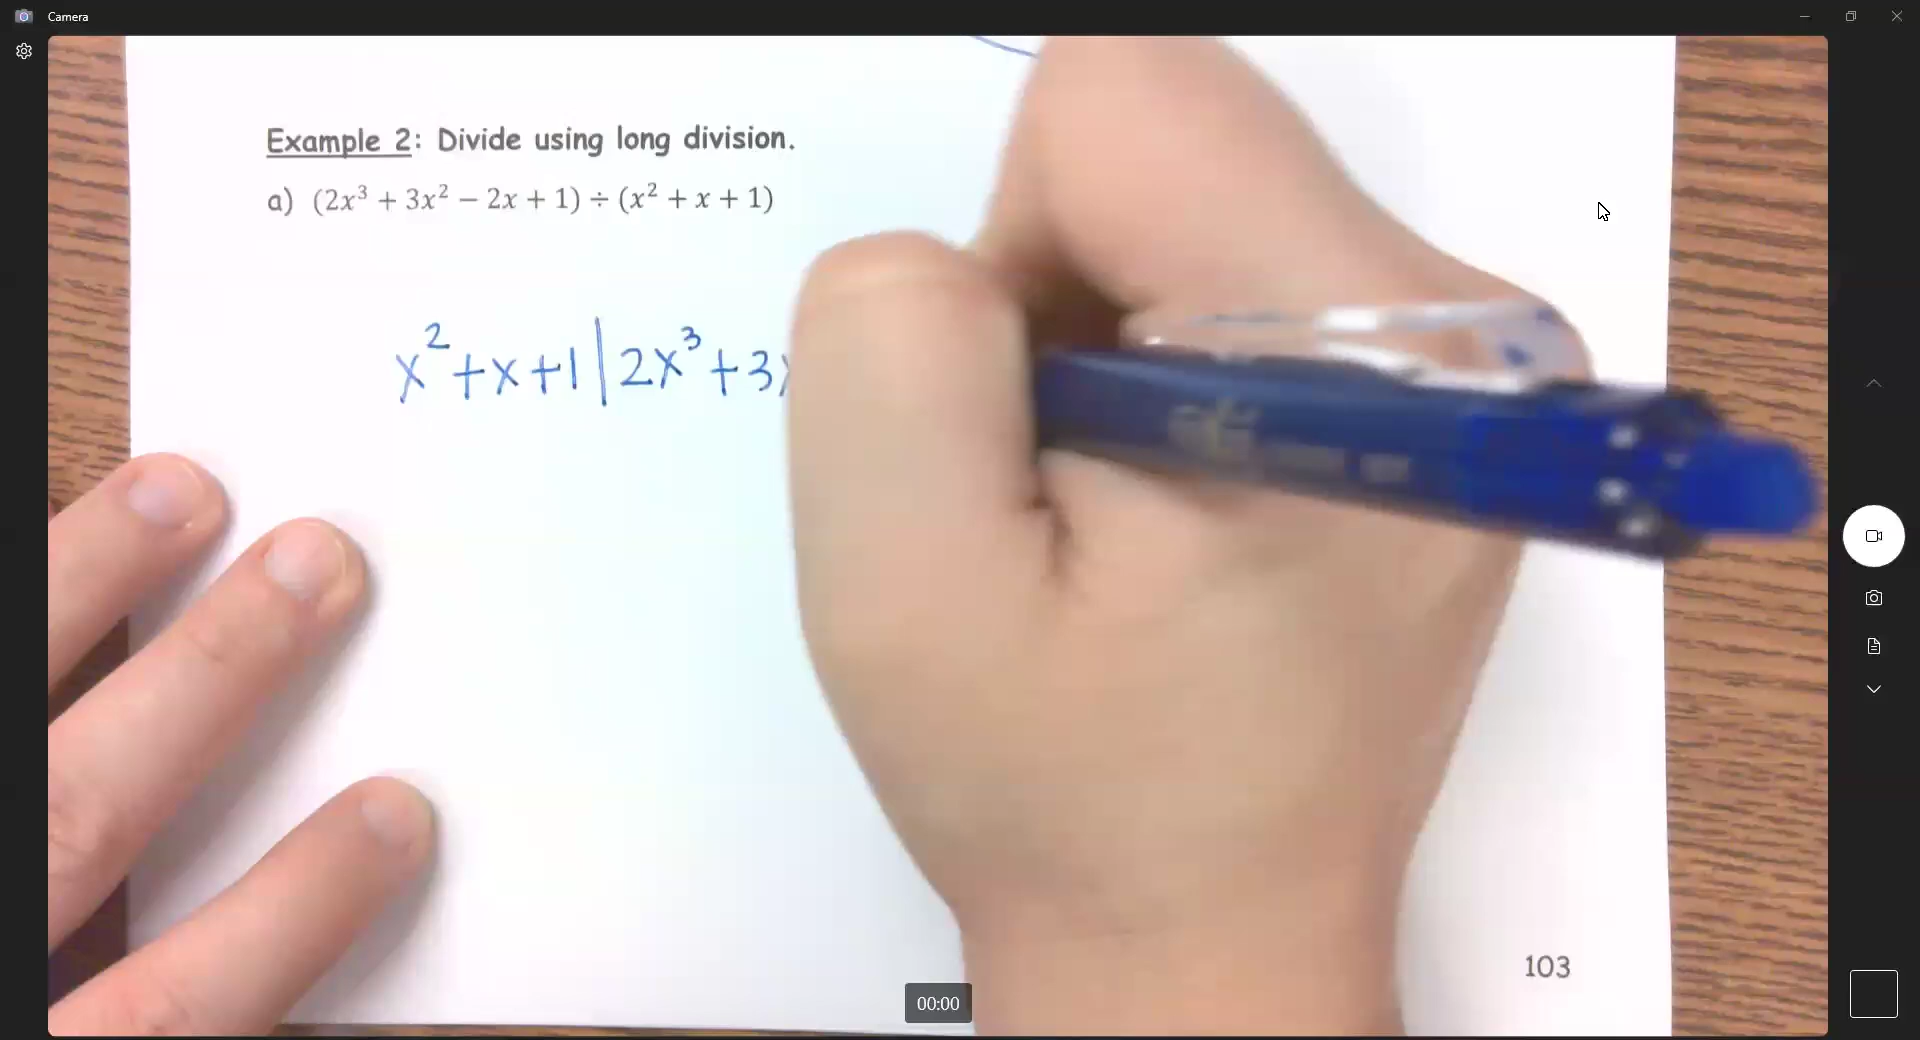 Camera
Example 2: Divide using long division.
a) (2x³ + 3x² − 2x + 1) ÷ (x² + x + 1)
x²+x+1|2x³+3
103
00:00